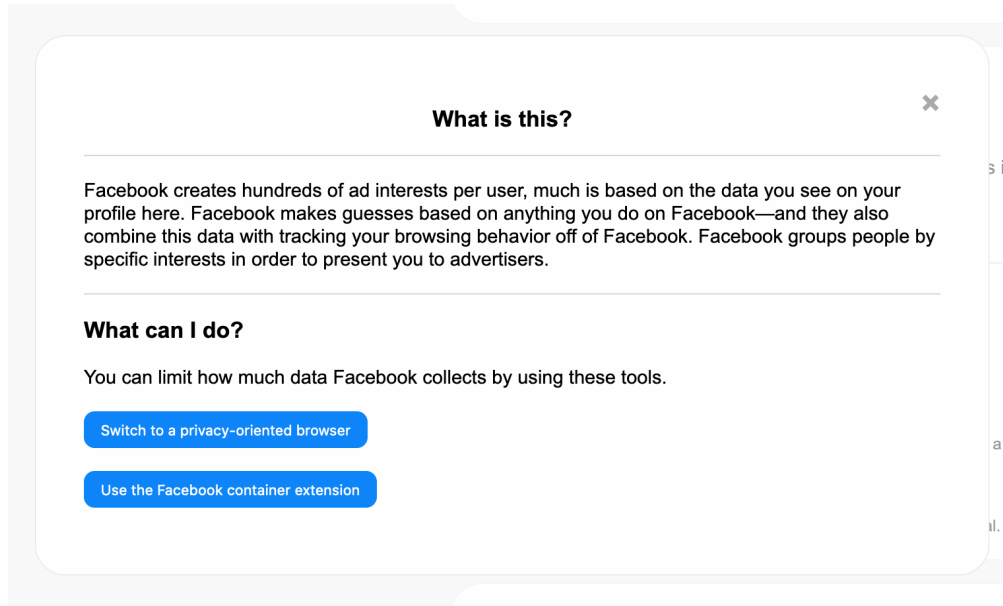 What is this?
Facebook creates hundreds of ad interests per user, much is based on the data you see on your
profile here. Facebook makes guesses based on anything you do on Facebook—and they also
combine this data with tracking your browsing behavior off of Facebook. Facebook groups people by
specific interests in order to present you to advertisers.
What can I do?
You can limit how much data Facebook collects by using these tools.
Switch to a privacy-oriented browser
Use the Facebook container extension